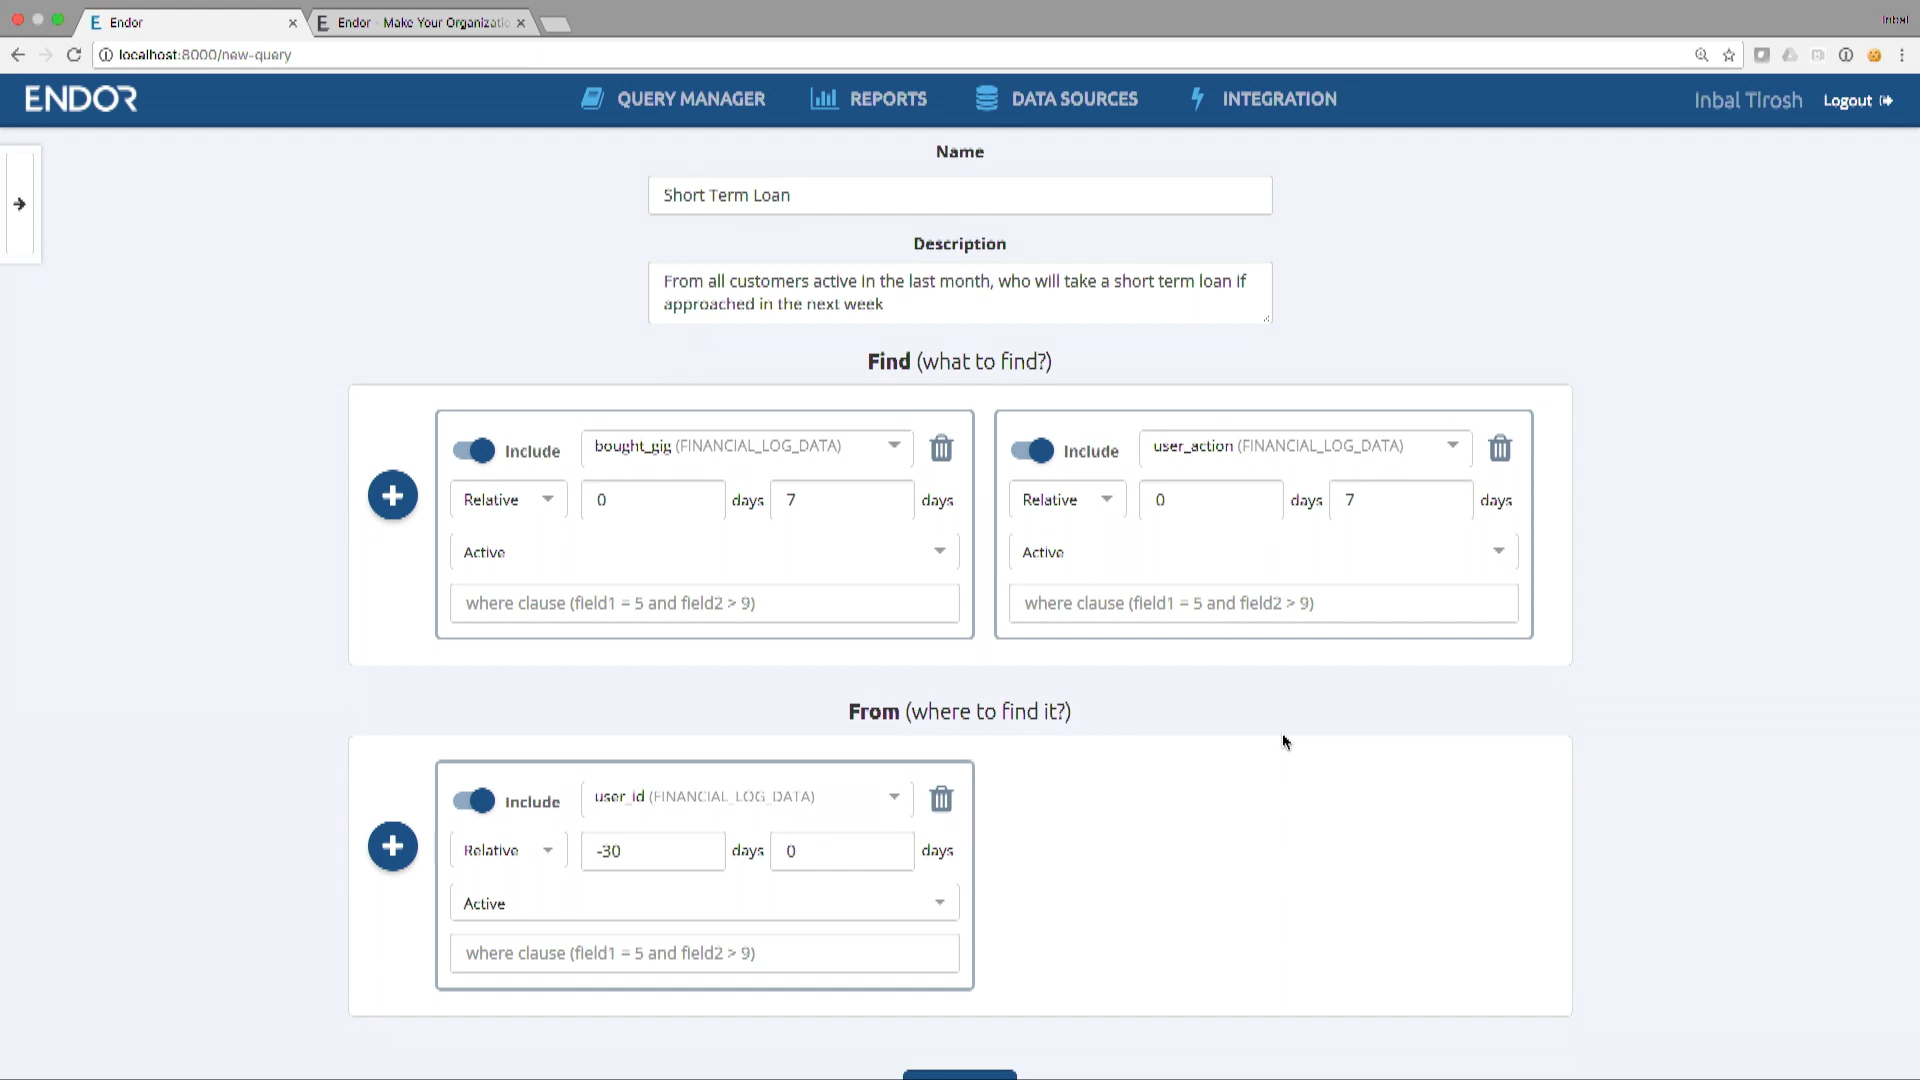 Endor
Endor - Make Your Organizatio
Inbal
localhost:8000/new-query
ENDOR
QUERY MANAGER
REPORTS
DATA SOURCES
INTEGRATION
Inbal Tirosh
Logout
Name
Short Term Loan
Description
From all customers active in the last month, who will take a short term loan if
approached in the next week
Find (what to find?)
Include
bought_gig (FINANCIAL_LOG_DATA)
Relative
0
days
7
days
Active
where clause (field1 = 5 and field2 > 9)
Include
user_action (FINANCIAL_LOG_DATA)
Relative
0
days
7
days
Active
where clause (field1 = 5 and field2 > 9)
From (where to find it?)
Include
user_id (FINANCIAL_LOG_DATA)
Relative
-30
days
0
days
Active
where clause (field1 = 5 and field2 > 9)